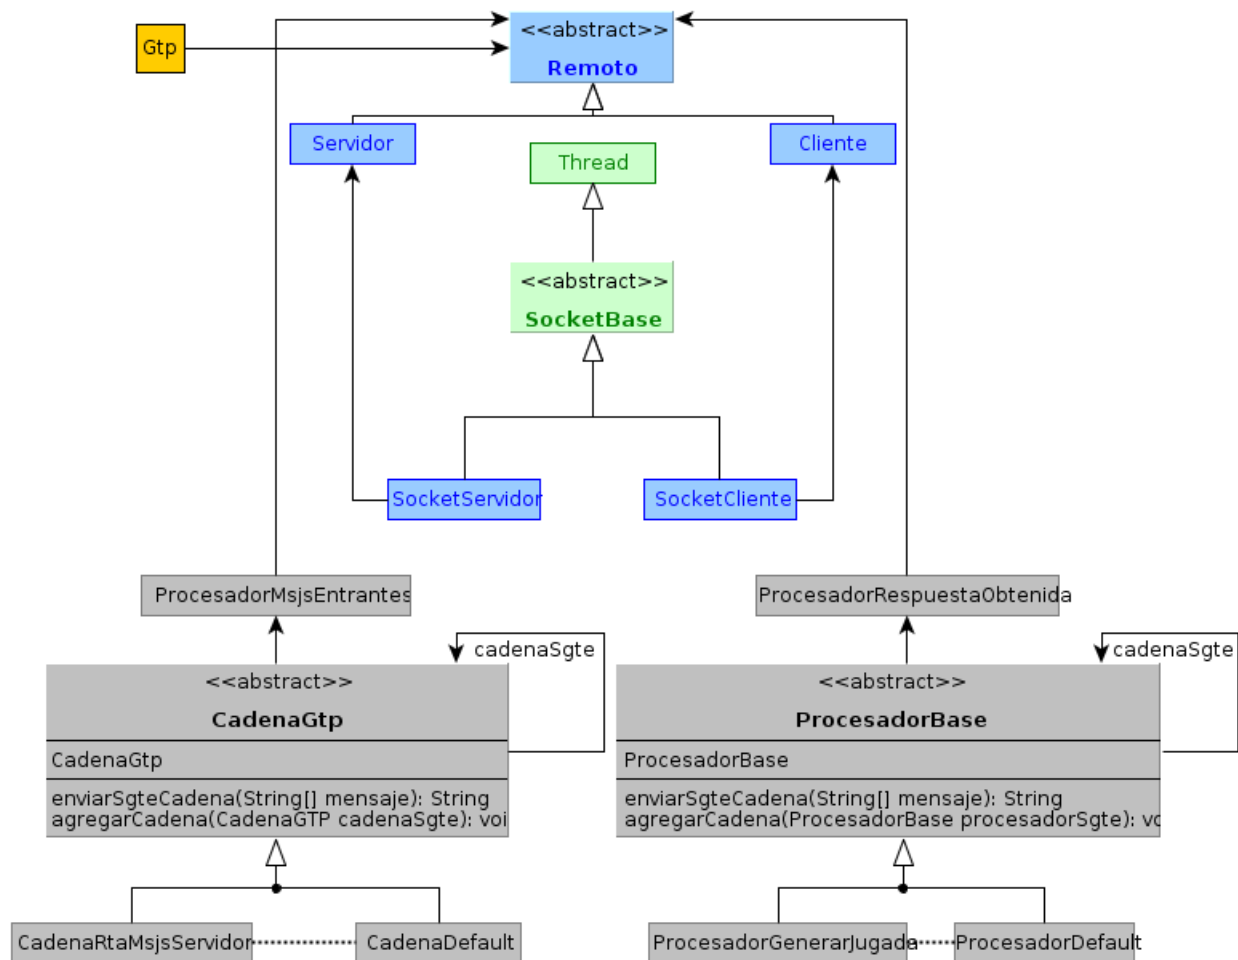 <<abstract>>
Remoto
Gtp
Servidor
Cliente
Thread
<<abstract>>
SocketBase
SocketServidor
SocketCliente
ProcesadorMsjsEntrantes
ProcesadorRespuestaObtenida
cadenaSgte
cadenaSgte
<<abstract>>
CadenaGtp
CadenaGtp
enviarSgteCadena(String[] mensaje): String
agregarCadena(CadenaGTP cadenaSgte): voi
<<abstract>>
ProcesadorBase
ProcesadorBase
enviarSgteCadena(String[] mensaje): String
agregarCadena(ProcesadorBase procesadorSgte): vo
CadenaRtaMsjsServidor
CadenaDefault
ProcesadorGenerarJugada
ProcesadorDefault